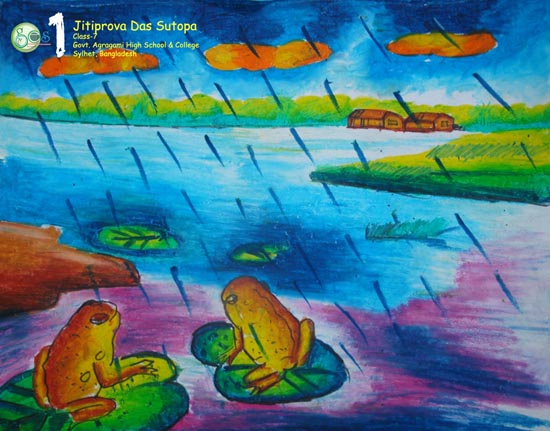 1
Jitiprova Das Sutopa
Class-7
Govt. Agragami High School & College
Sylhet, Bangladesh